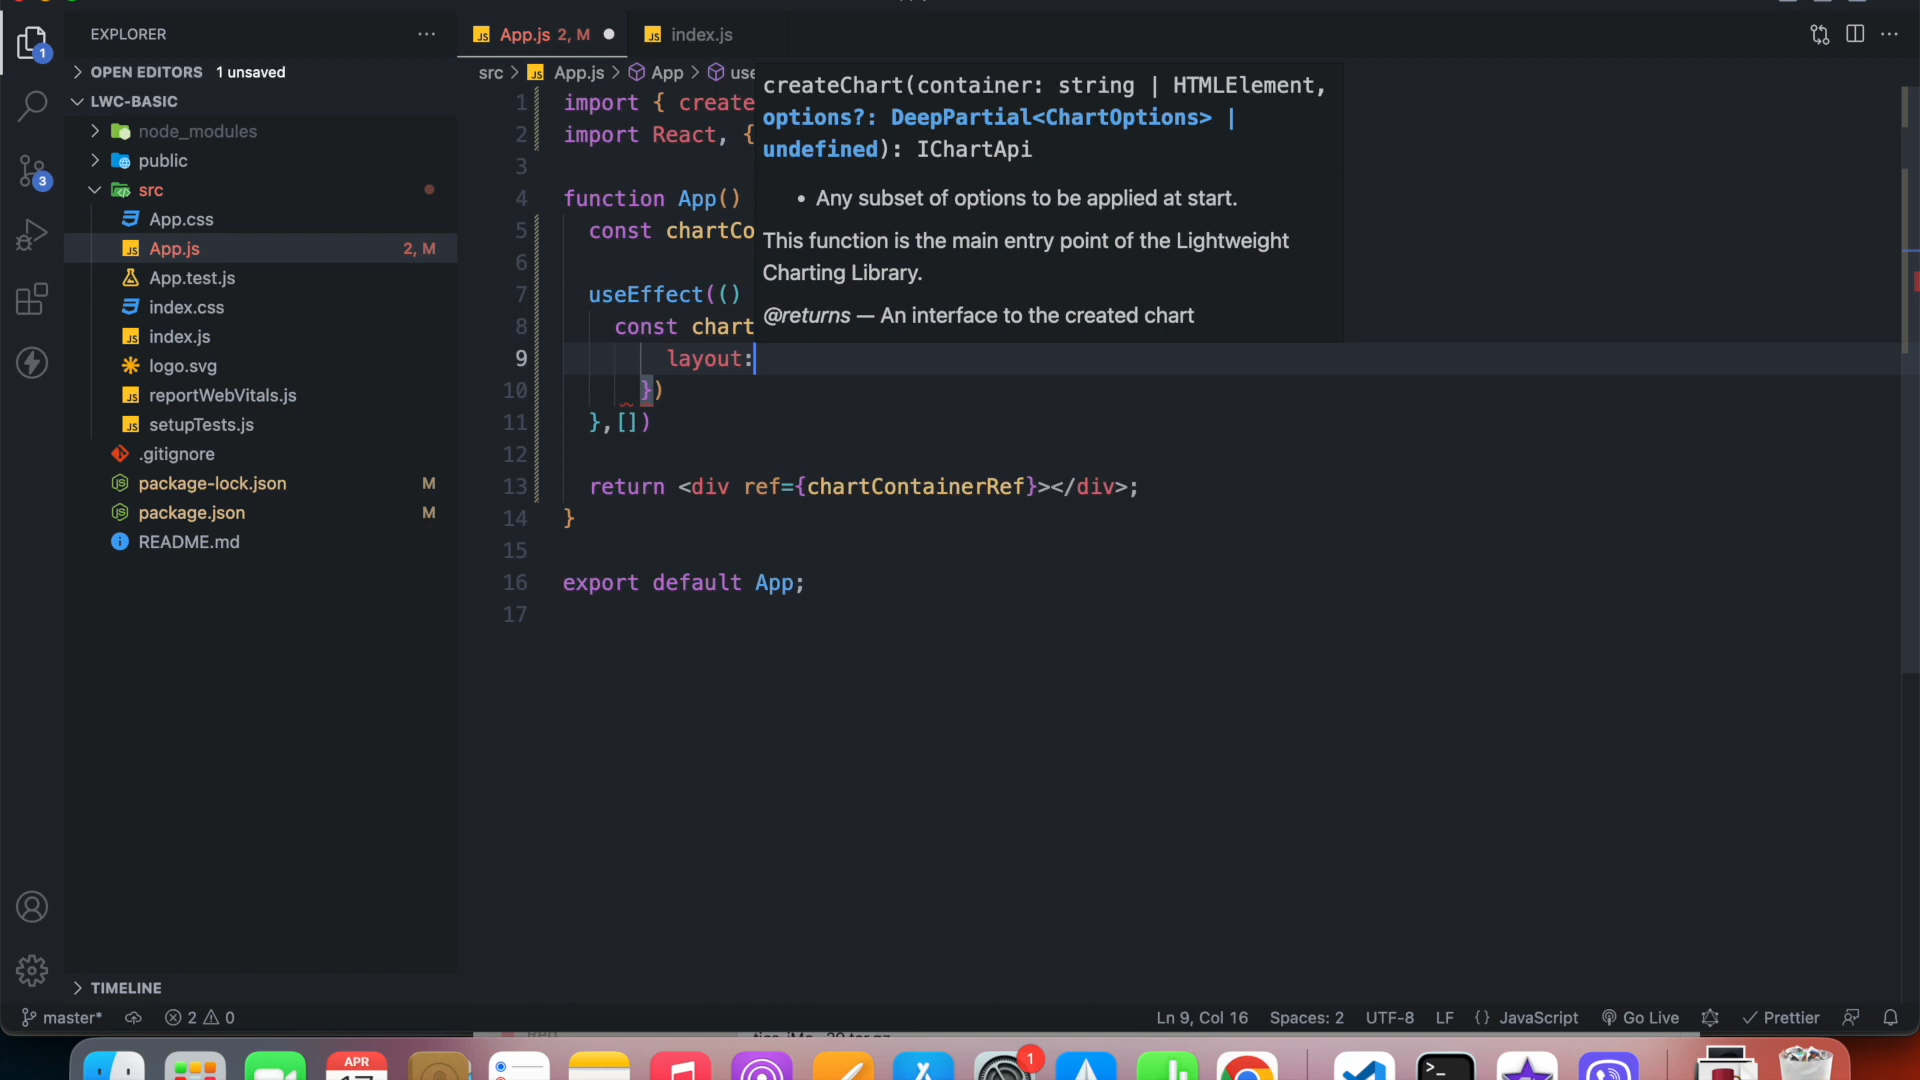 EXPLORER
OPEN EDITORS 1 unsaved
LWC-BASIC
node_modules
public
src
App.css
App.js 2, M
App.test.js
index.css
index.js
logo.svg
reportWebVitals.js
setupTests.js
.gitignore
package-lock.json M
package.json M
README.md
TIMELINE
1
3
App.js 2, M
index.js
src > App.js > App > use
createChart(container: string | HTMLElement,
options?: DeepPartial<ChartOptions> |
undefined): IChartApi
• Any subset of options to be applied at start.
This function is the main entry point of the Lightweight
Charting Library.
@returns — An interface to the created chart
1 import { create
2 import React, {
3
4 function App()
5 const chartCo
6
7 useEffect(()
8 const chart
9 layout:
10 })
11 },[])
12
13 return <div ref={chartContainerRef}></div>;
14 }
15
16 export default App;
17
master* 2 0
Ln 9, Col 16 Spaces: 2 UTF-8 LF {} JavaScript Go Live Prettier
APR
1